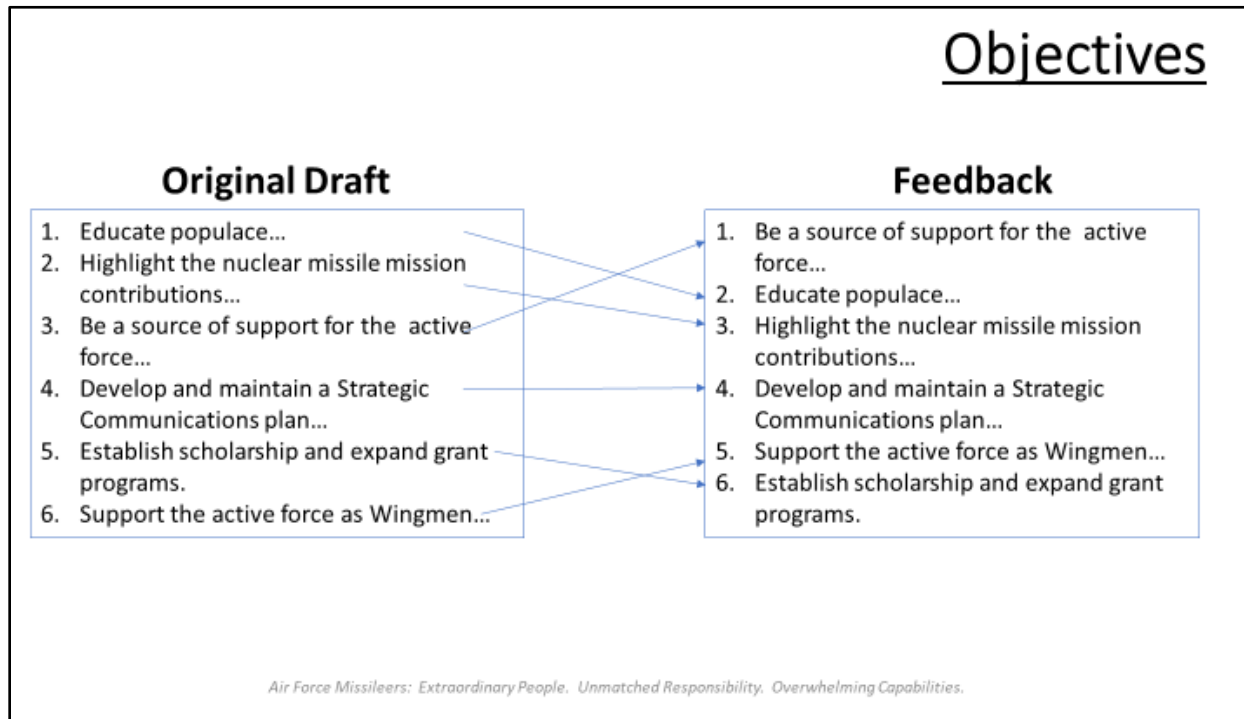 Objectives
Original Draft
1. Educate populace...
2. Highlight the nuclear missile mission
contributions...
3. Be a source of support for the  active
force...
4. Develop and maintain a Strategic
Communications plan...
5. Establish scholarship and expand grant
programs.
6. Support the active force as Wingmen...
Feedback
1. Be a source of support for the  active
force...
2. Educate populace...
3. Highlight the nuclear missile mission
contributions...
4. Develop and maintain a Strategic
Communications plan...
5. Support the active force as Wingmen...
6. Establish scholarship and expand grant
programs.
Air Force Missileers:  Extraordinary People.  Unmatched Responsibility.  Overwhelming Capabilities.